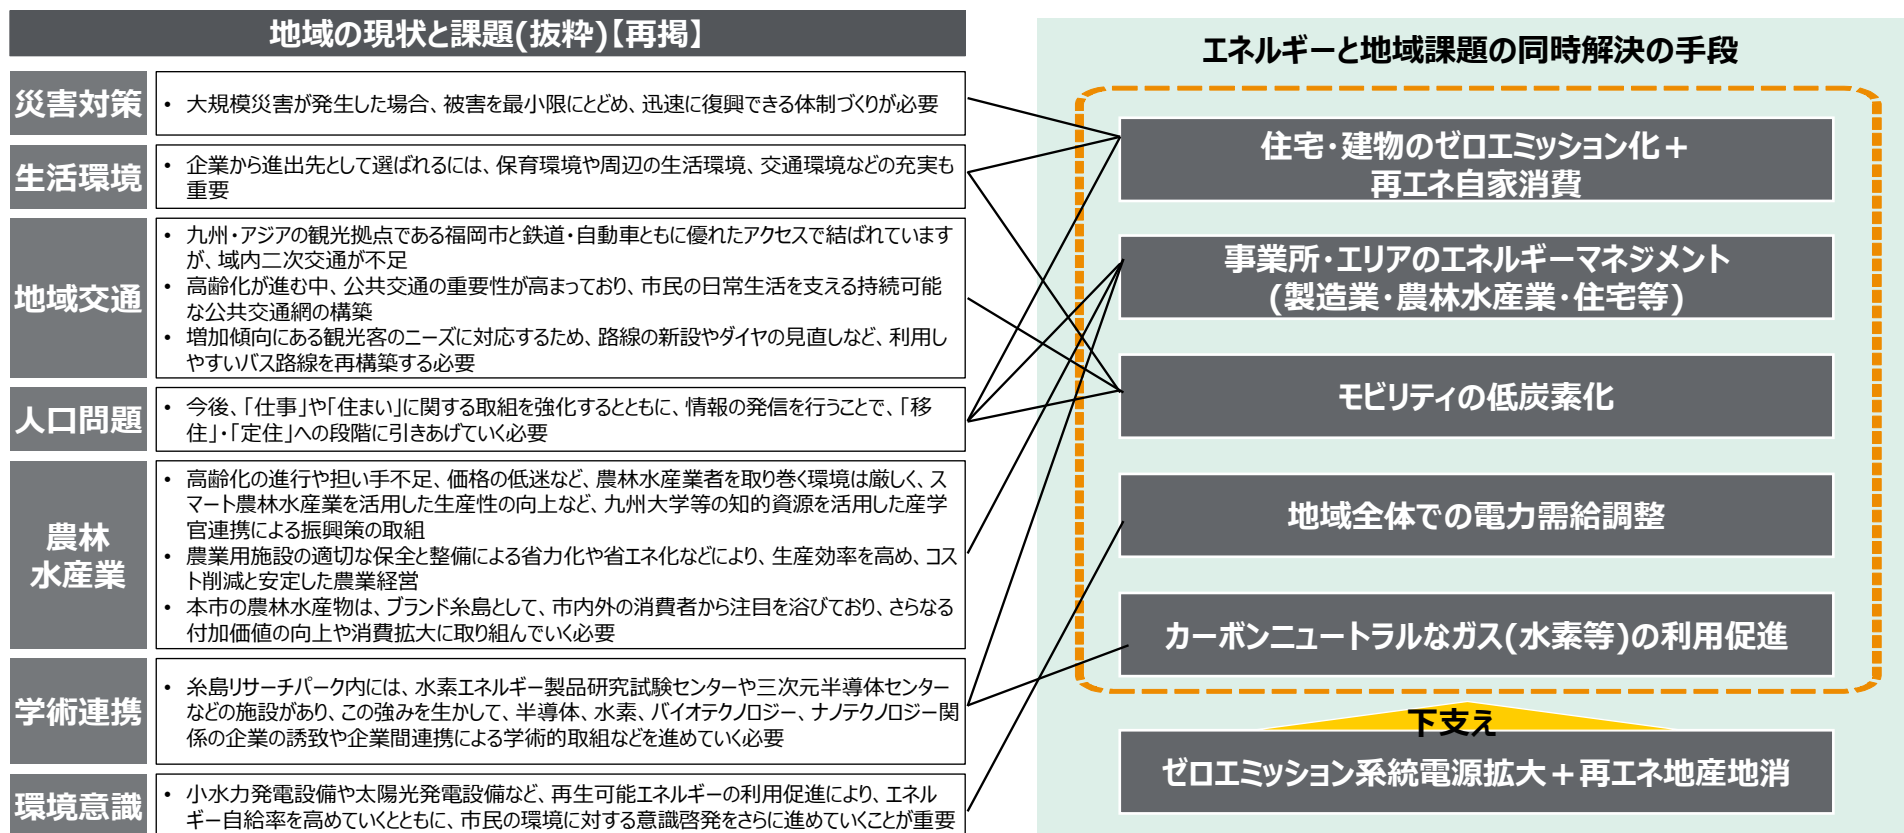 地域の現状と課題(抜粋)【再掲】
災害対策
• 大規模災害が発生した場合、被害を最小限にとどめ、迅速に復興できる体制づくりが必要
生活環境
• 企業から進出先として選ばれるには、保育環境や周辺の生活環境、交通環境などの充実も
重要
地域交通
• 九州・アジアの観光拠点である福岡市と鉄道・自動車ともに優れたアクセスで結ばれています
が、域内二次交通が不足
• 高齢化が進む中、公共交通の重要性が高まっており、市民の日常生活を支える持続可能
な公共交通網の構築
• 増加傾向にある観光客のニーズに対応するため、路線の新設やダイヤの見直しなど、利用し
やすいバス路線を再構築する必要
人口問題
• 今後、「仕事」や「住まい」に関する取組を強化するとともに、情報の発信を行うことで、「移
住」・「定住」への段階に引きあげていく必要
農林
水産業
• 高齢化の進行や担い手不足、価格の低迷など、農林水産業者を取り巻く環境は厳しく、ス
マート農林水産業を活用した生産性の向上など、九州大学等の知的資源を活用した産学
官連携による振興策の取組
• 農業用施設の適切な保全と整備による省力化や省エネ化などにより、生産効率を高め、コス
ト削減と安定した農業経営
• 本市の農林水産物は、ブランド糸島として、市内外の消費者から注目を浴びており、さらなる
付加価値の向上や消費拡大に取り組んでいく必要
学術連携
• 糸島リサーチパーク内には、水素エネルギー製品研究試験センターや三次元半導体センター
などの施設があり、この強みを生かして、半導体、水素、バイオテクノロジー、ナノテクノロジー関
係の企業の誘致や企業間連携による学術的取組などを進めていく必要
環境意識
• 小水力発電設備や太陽光発電設備など、再生可能エネルギーの利用促進により、エネル
ギー自給率を高めていくとともに、市民の環境に対する意識啓発をさらに進めていくことが重要
エネルギーと地域課題の同時解決の手段
住宅・建物のゼロエミッション化＋
再エネ自家消費
事業所・エリアのエネルギーマネジメント
(製造業・農林水産業・住宅等)
モビリティの低炭素化
地域全体での電力需給調整
カーボンニュートラルなガス(水素等)の利用促進
下支え
ゼロエミッション系統電源拡大＋再エネ地産地消